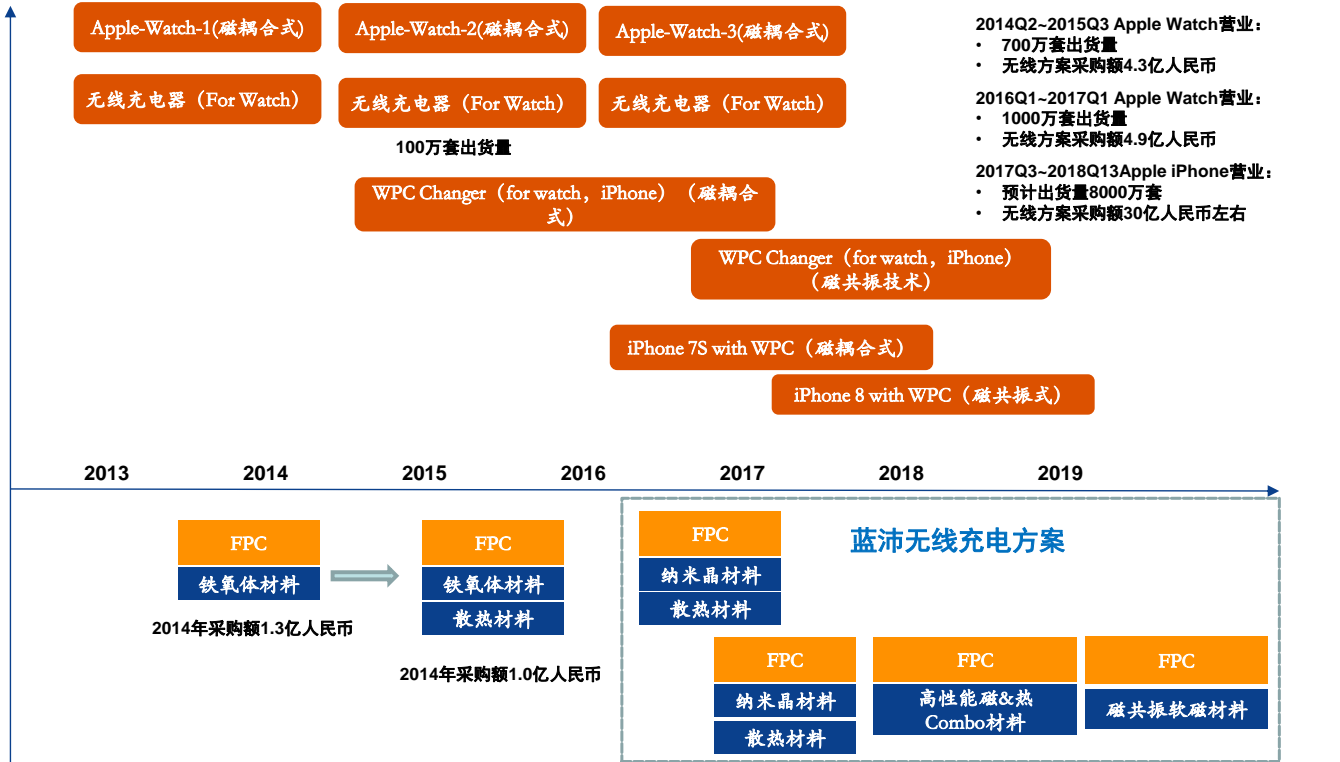 Apple-Watch-1(磁耦合式)
Apple-Watch-2(磁耦合式)
Apple-Watch-3(磁耦合式)
无线充电器（For Watch）
无线充电器（For Watch）
无线充电器（For Watch）
100万套出货量
WPC Changer（for watch，iPhone）（磁耦合
式）
WPC Changer（for watch，iPhone）
（磁共振技术）
iPhone 7S with WPC（磁耦合式）
iPhone 8 with WPC（磁共振式）
2014Q2~2015Q3 Apple Watch营业：
• 700万套出货量
• 无线方案采购额4.3亿人民币
2016Q1~2017Q1 Apple Watch营业：
• 1000万套出货量
• 无线方案采购额4.9亿人民币
2017Q3~2018Q13Apple iPhone营业：
• 预计出货量8000万套
• 无线方案采购额30亿人民币左右
2013 2014 2015 2016 2017 2018 2019
FPC
铁氧体材料
2014年采购额1.3亿人民币
FPC
铁氧体材料
散热材料
2014年采购额1.0亿人民币
蓝沛无线充电方案
FPC
纳米晶材料
散热材料
FPC
纳米晶材料
散热材料
FPC
高性能磁&热
Combo材料
FPC
磁共振软磁材料